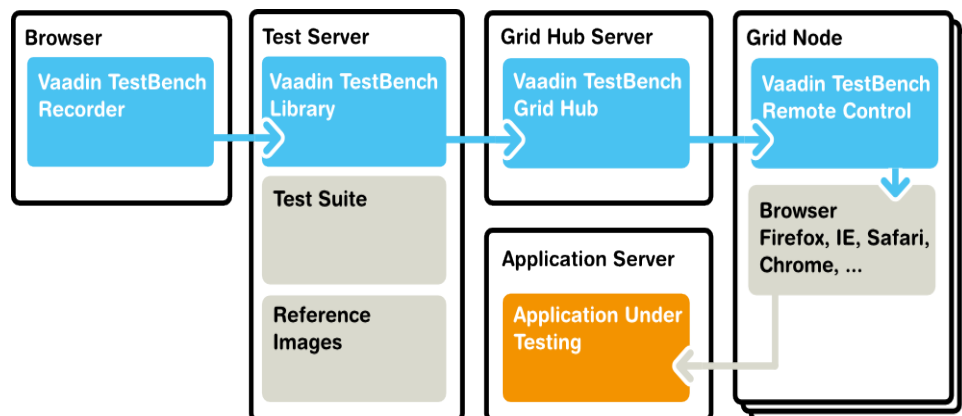 Browser
Vaadin TestBench
Recorder
Test Server
Vaadin TestBench
Library
Test Suite
Reference
Images
Grid Hub Server
Vaadin TestBench
Grid Hub
Application Server
Application Under
Testing
Grid Node
Vaadin TestBench
Remote Control
Browser
Firefox, IE, Safari,
Chrome, ...